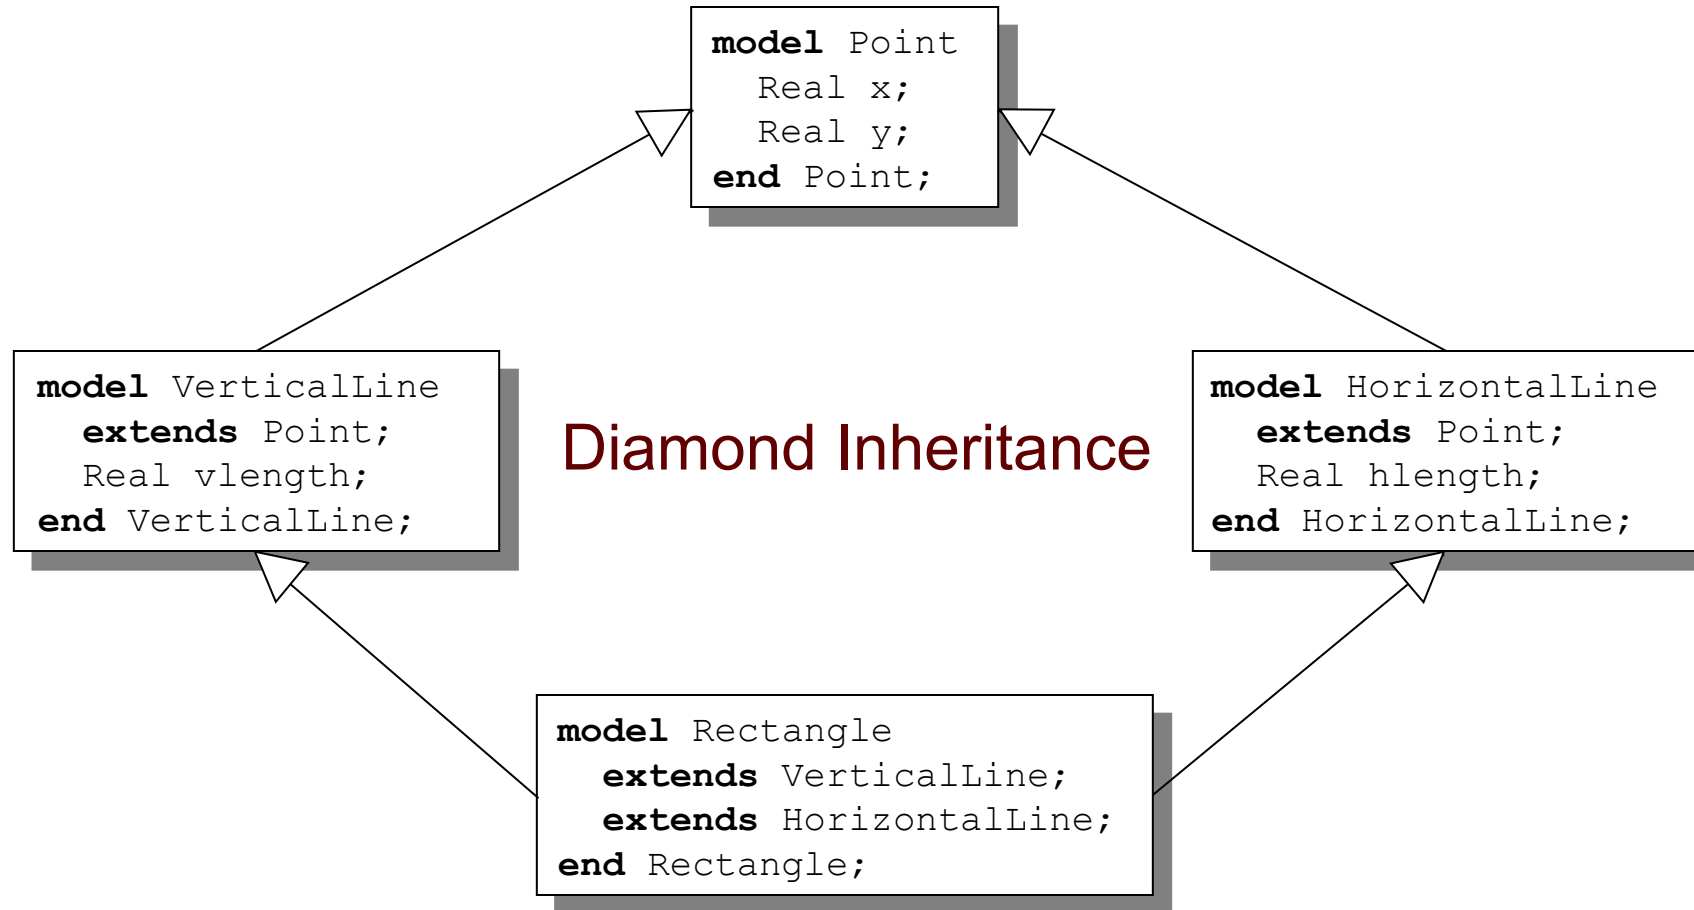 model Point
  Real x;
  Real y;
end Point;
model VerticalLine
  extends Point;
  Real vlength;
end VerticalLine;
Diamond Inheritance
model HorizontalLine
  extends Point;
  Real hlength;
end HorizontalLine;
model Rectangle
  extends VerticalLine;
  extends HorizontalLine;
end Rectangle;